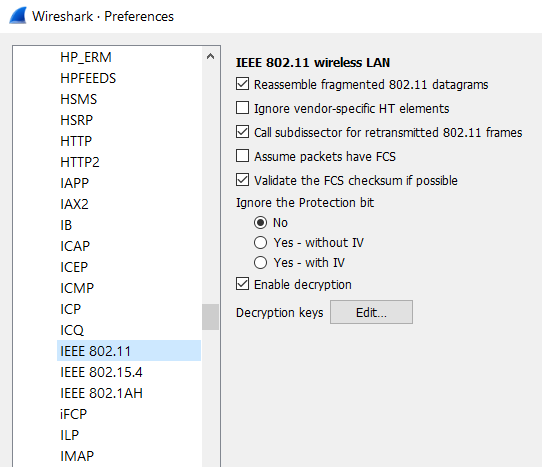 Wireshark · Preferences
HP_ERM
HPFEEDS
HSMS
HSRP
HTTP
HTTP2
IAPP
IAX2
IB
ICAP
ICEP
ICMP
ICP
ICQ
IEEE 802.11
IEEE 802.15.4
IEEE 802.1AH
iFCP
ILP
IMAP
IEEE 802.11 wireless LAN
Reassemble fragmented 802.11 datagrams
Ignore vendor-specific HT elements
Call subdissector for retransmitted 802.11 frames
Assume packets have FCS
Validate the FCS checksum if possible
Ignore the Protection bit
No
Yes - without IV
Yes - with IV
Enable decryption
Decryption keys Edit...